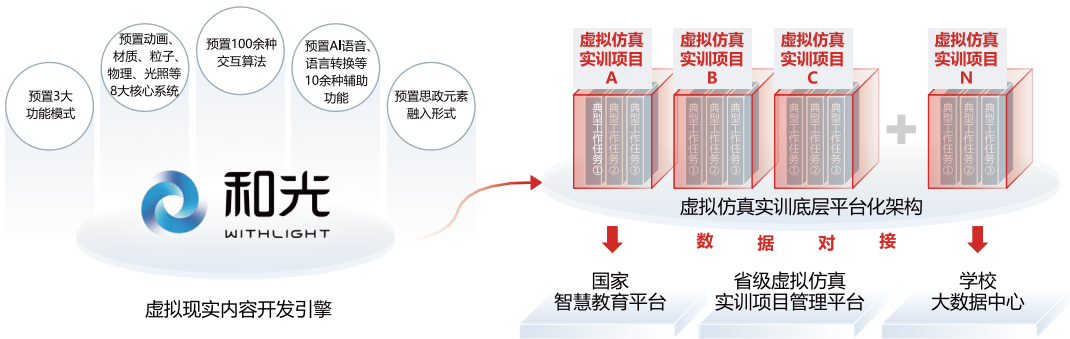 预置3大
功能模式
预置动画、
材质、粒子、
物理、光照等
8大核心系统
预置100余种
交互算法
预置AI语音、
语言转换等
10余种辅助
功能
预置思政元素
融入形式
和光
WITHLIGHT
虚拟现实内容开发引擎
虚拟仿真
实训项目
A
典型工作任务①
典型工作任务②
典型工作任务③
虚拟仿真
实训项目
B
典型工作任务①
典型工作任务②
典型工作任务③
虚拟仿真
实训项目
C
典型工作任务①
典型工作任务②
典型工作任务③
虚拟仿真
实训项目
N
典型工作任务①
典型工作任务②
典型工作任务③
虚拟仿真实训底层平台化架构
数据对接
国家
智慧教育平台
省级虚拟仿真
实训项目管理平台
学校
大数据中心